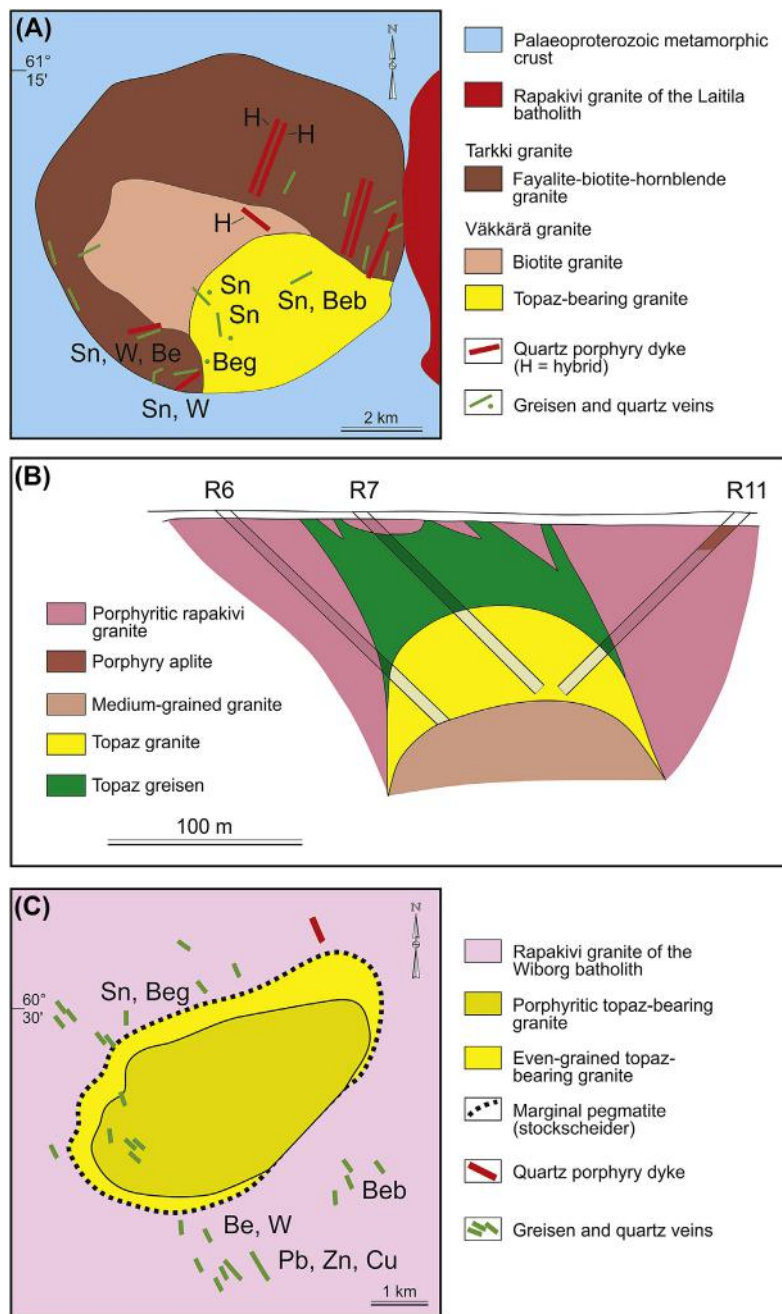 (A)
N
61°
15'
H
H
H
Sn
Sn
Sn, Beb
Beg
Sn, W, Be
Sn, W
2 km
Palaeoproterozoic metamorphic
crust
Rapakivi granite of the Laitila
batholith
Tarkki granite
Fayalite-biotite-hornblende
granite
Väkkärä granite
Biotite granite
Topaz-bearing granite
Quartz porphyry dyke
(H = hybrid)
Greisen and quartz veins
(B)
R6
R7
R11
Porphyritic rapakivi
granite
Porphyry aplite
Medium-grained granite
Topaz granite
Topaz greisen
100 m
(C)
N
60°
30'
Sn, Beg
Beb
Be, W
Pb, Zn, Cu
1 km
Rapakivi granite of the
Wiborg batholith
Porphyritic topaz-bearing
granite
Even-grained topaz-
bearing granite
Marginal pegmatite
(stockscheider)
Quartz porphyry dyke
Greisen and quartz veins